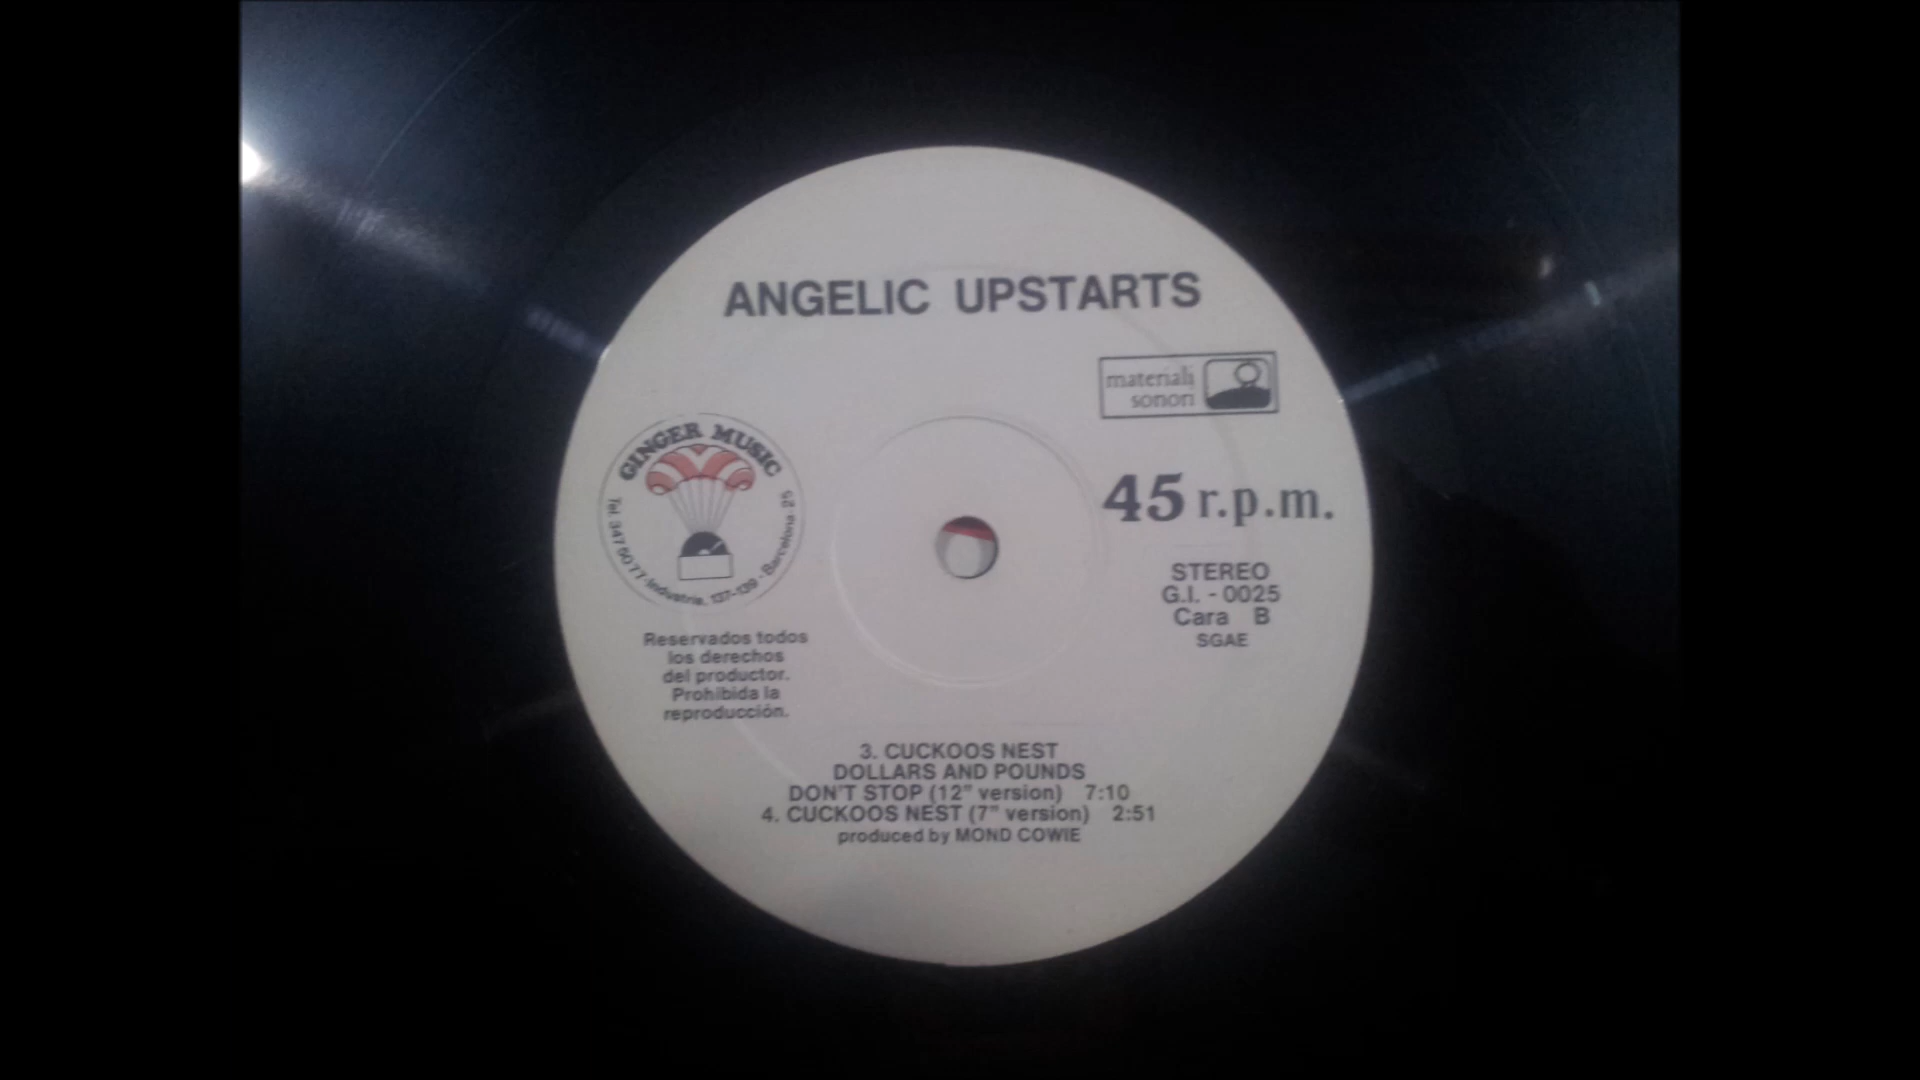 ANGELIC UPSTARTS
materiali
sonori
GINGER MUSIC
Tel. 347 60 77-Industria, 137-139 - Barcelona-25
45 r.p.m.
STEREO
G.I. - 0025
Cara B
SGAE
Reservados todos
los derechos
del productor.
Prohibida la
reproducción.
3. CUCKOOS NEST
DOLLARS AND POUNDS
DON'T STOP (12" version) 7:10
4. CUCKOOS NEST (7" version) 2:51
produced by MOND COWIE